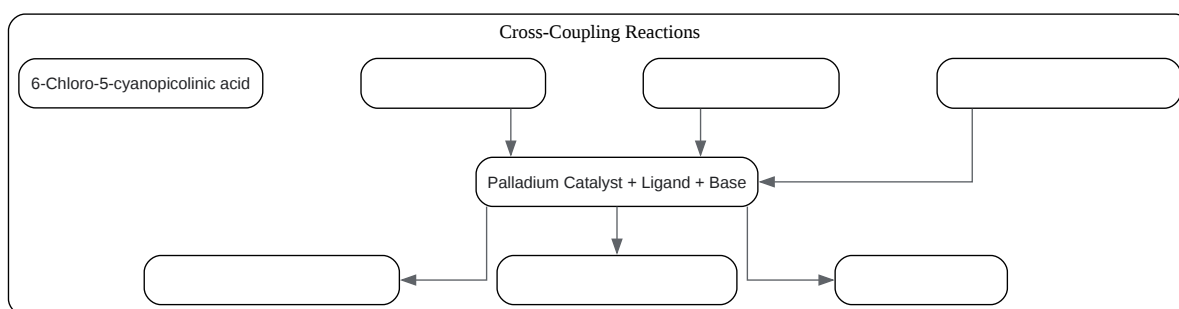 Cross-Coupling Reactions
6-Chloro-5-cyanopicolinic acid
Palladium Catalyst + Ligand + Base